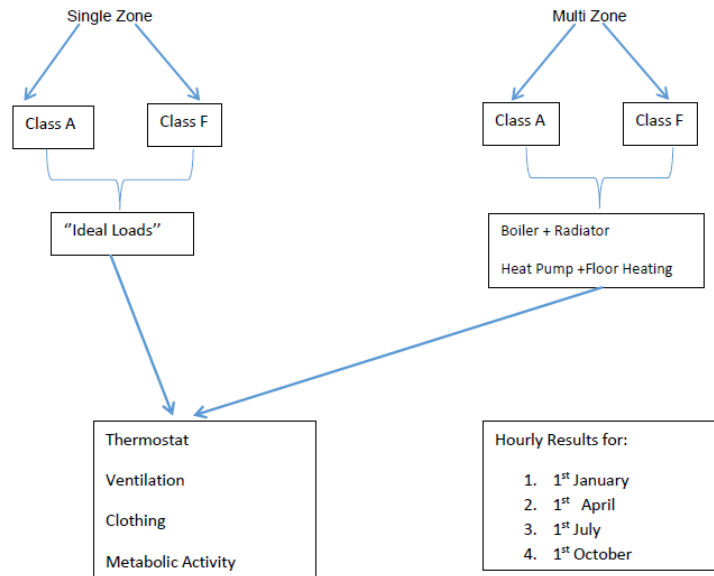 Single Zone
Multi Zone
Class A
Class F
Class A
Class F
‘’Ideal Loads’’
Boiler + Radiator
Heat Pump +Floor Heating
Thermostat
Ventilation
Clothing
Metabolic Activity
Hourly Results for:
1. 1st January
2. 1st April
3. 1st July
4. 1st October